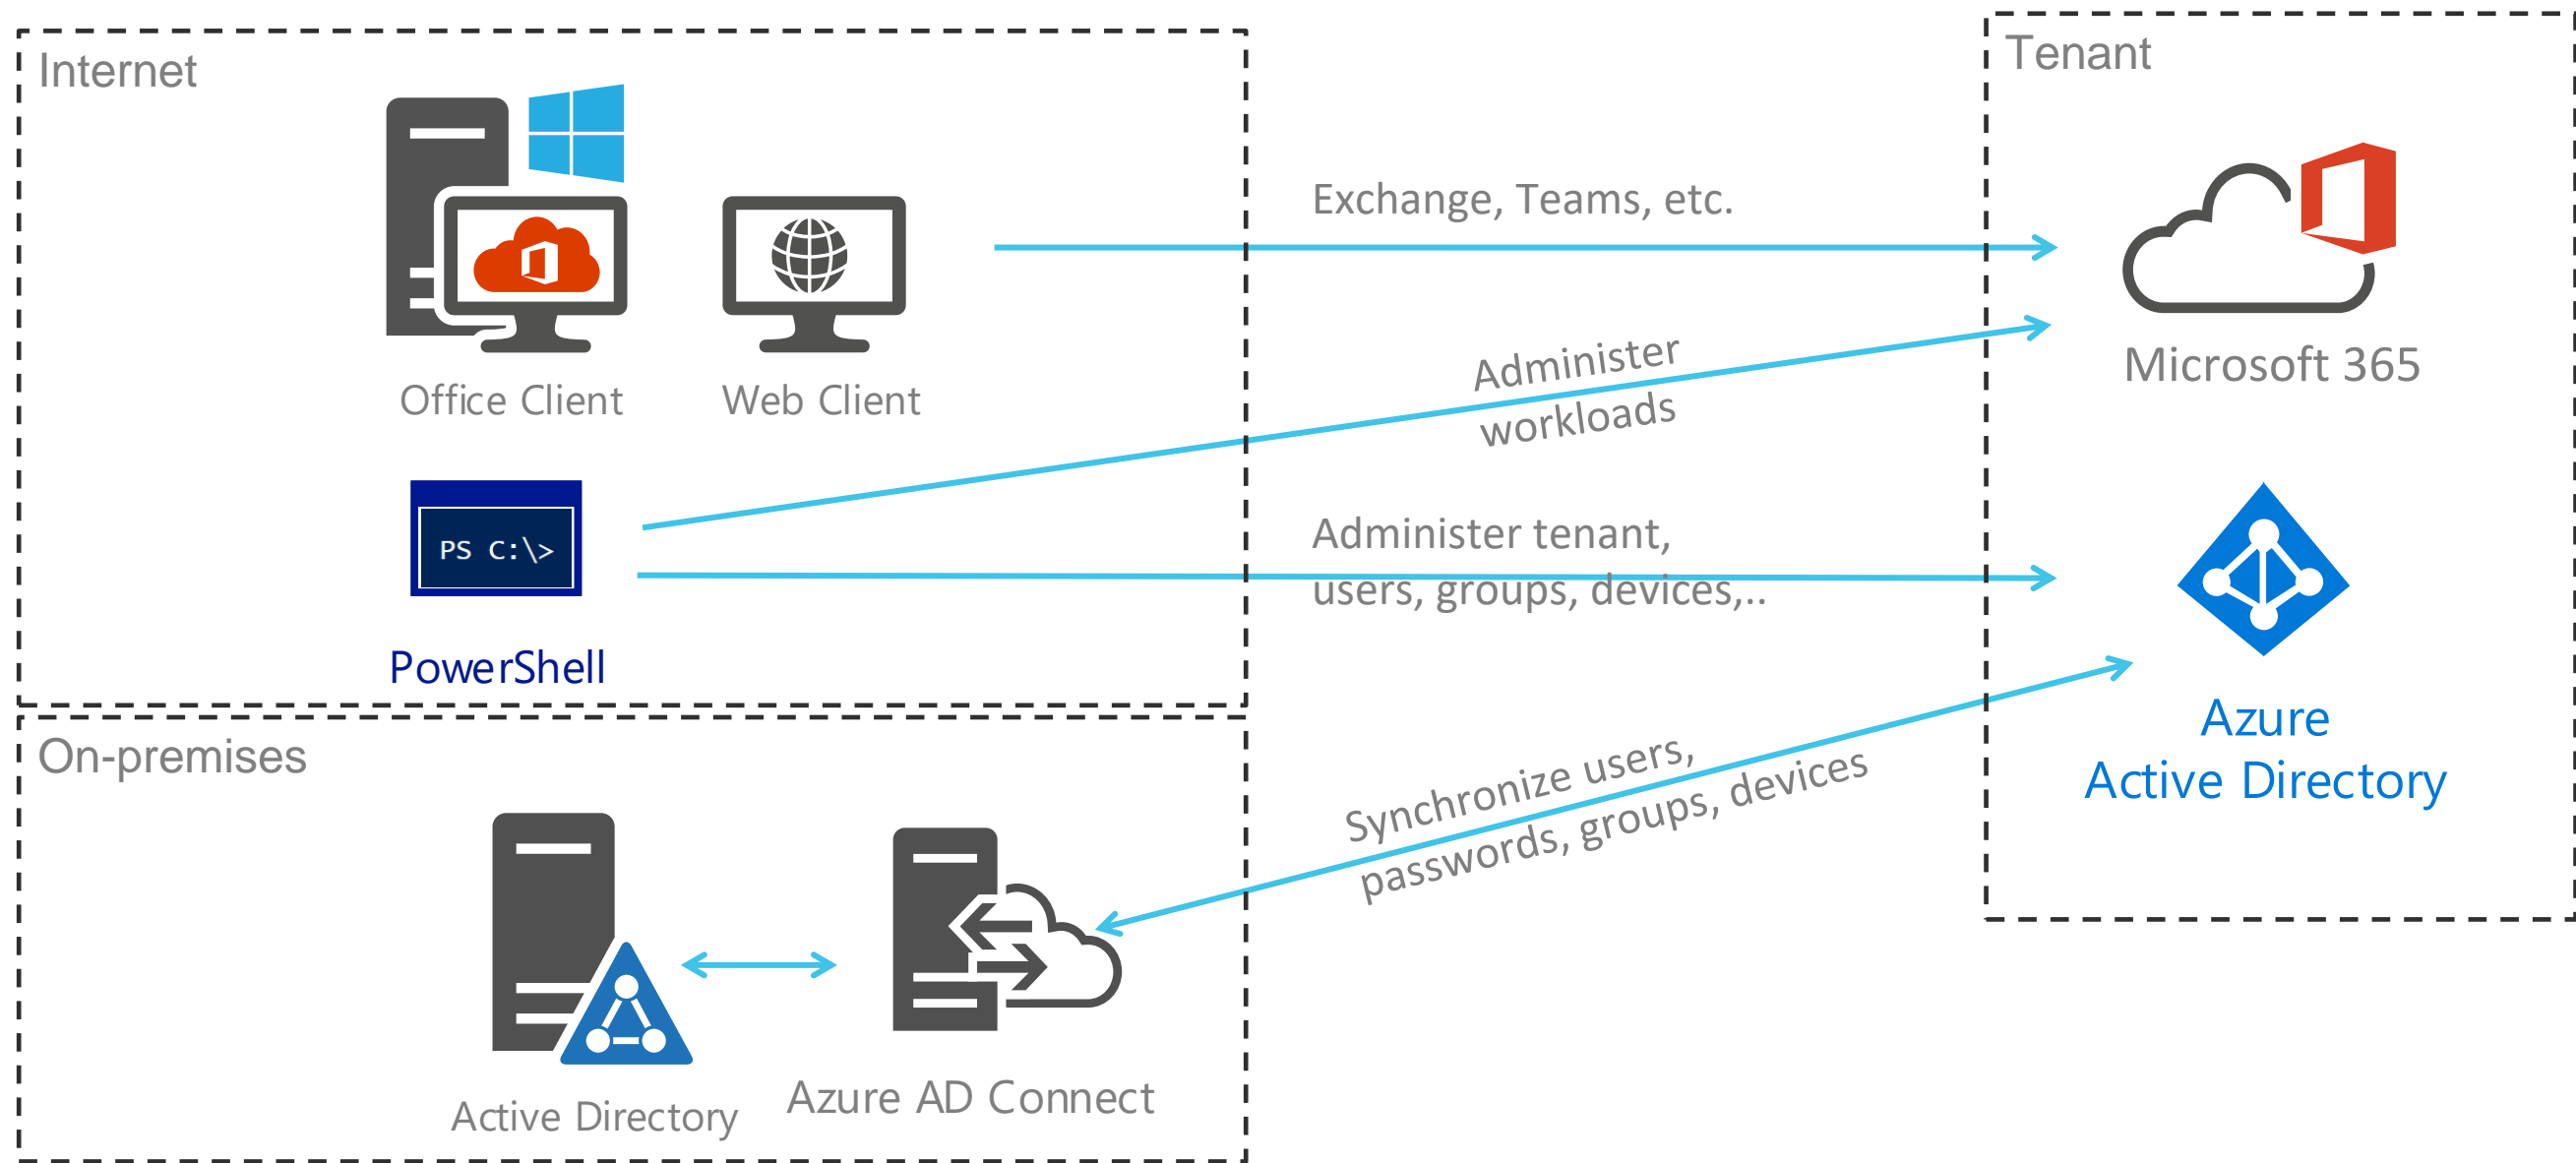 Internet
Tenant
Exchange, Teams, etc.
Office Client
Web Client
Administer
workloads
Microsoft 365
PS C:\>
PowerShell
Administer tenant,
users, groups, devices,..
Azure
Active Directory
On-premises
Synchronize users,
passwords, groups, devices
Active Directory
Azure AD Connect